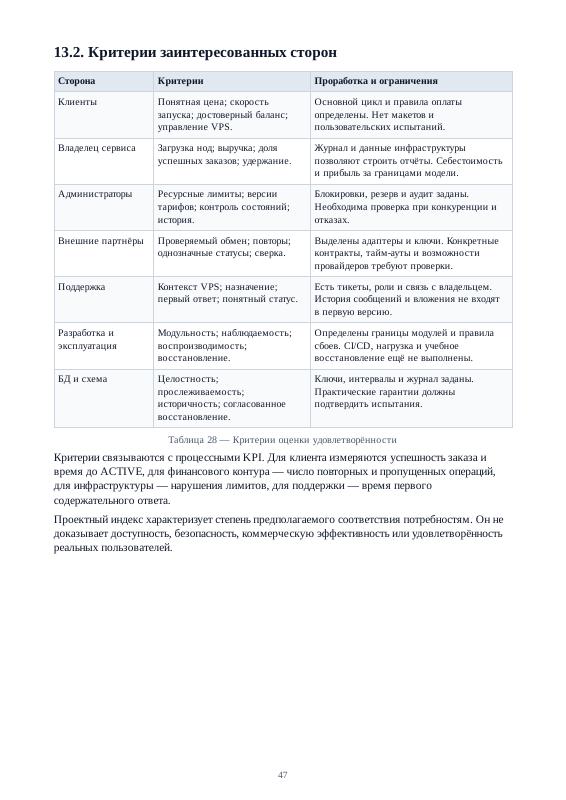 13.2. Критерии заинтересованных сторон
Сторона
Критерии
Проработка и ограничения
Клиенты
Понятная цена; скорость
запуска; достоверный баланс;
управление VPS.
Основной цикл и правила оплаты
определены. Нет макетов и
пользовательских испытаний.
Владелец сервиса
Загрузка нод; выручка; доля
успешных заказов; удержание.
Журнал и данные инфраструктуры
позволяют строить отчёты. Себестоимость
и прибыль за границами модели.
Администраторы
Ресурсные лимиты; версии
тарифов; контроль состояний;
история.
Блокировки, резерв и аудит заданы.
Необходима проверка при конкуренции и
отказах.
Внешние партнёры
Проверяемый обмен; повторы;
однозначные статусы; сверка.
Выделены адаптеры и ключи. Конкретные
контракты, тайм-ауты и возможности
провайдеров требуют проверки.
Поддержка
Контекст VPS; назначение;
первый ответ; понятный статус.
Есть тикеты, роли и связь с владельцем.
История сообщений и вложения не входят
в первую версию.
Разработка и
эксплуатация
Модульность; наблюдаемость;
воспроизводимость;
восстановление.
Определены границы модулей и правила
сбоев. CI/CD, нагрузка и учебное
восстановление ещё не выполнены.
БД и схема
Целостность;
прослеживаемость;
историчность; согласованное
восстановление.
Ключи, интервалы и журнал заданы.
Практические гарантии должны
подтвердить испытания.
Таблица 28 — Критерии оценки удовлетворённости
Критерии связываются с процессными KPI. Для клиента измеряются успешность заказа и
время до ACTIVE, для финансового контура — число повторных и пропущенных операций,
для инфраструктуры — нарушения лимитов, для поддержки — время первого
содержательного ответа.
Проектный индекс характеризует степень предполагаемого соответствия потребностям. Он не
доказывает доступность, безопасность, коммерческую эффективность или удовлетворённость
реальных пользователей.
47